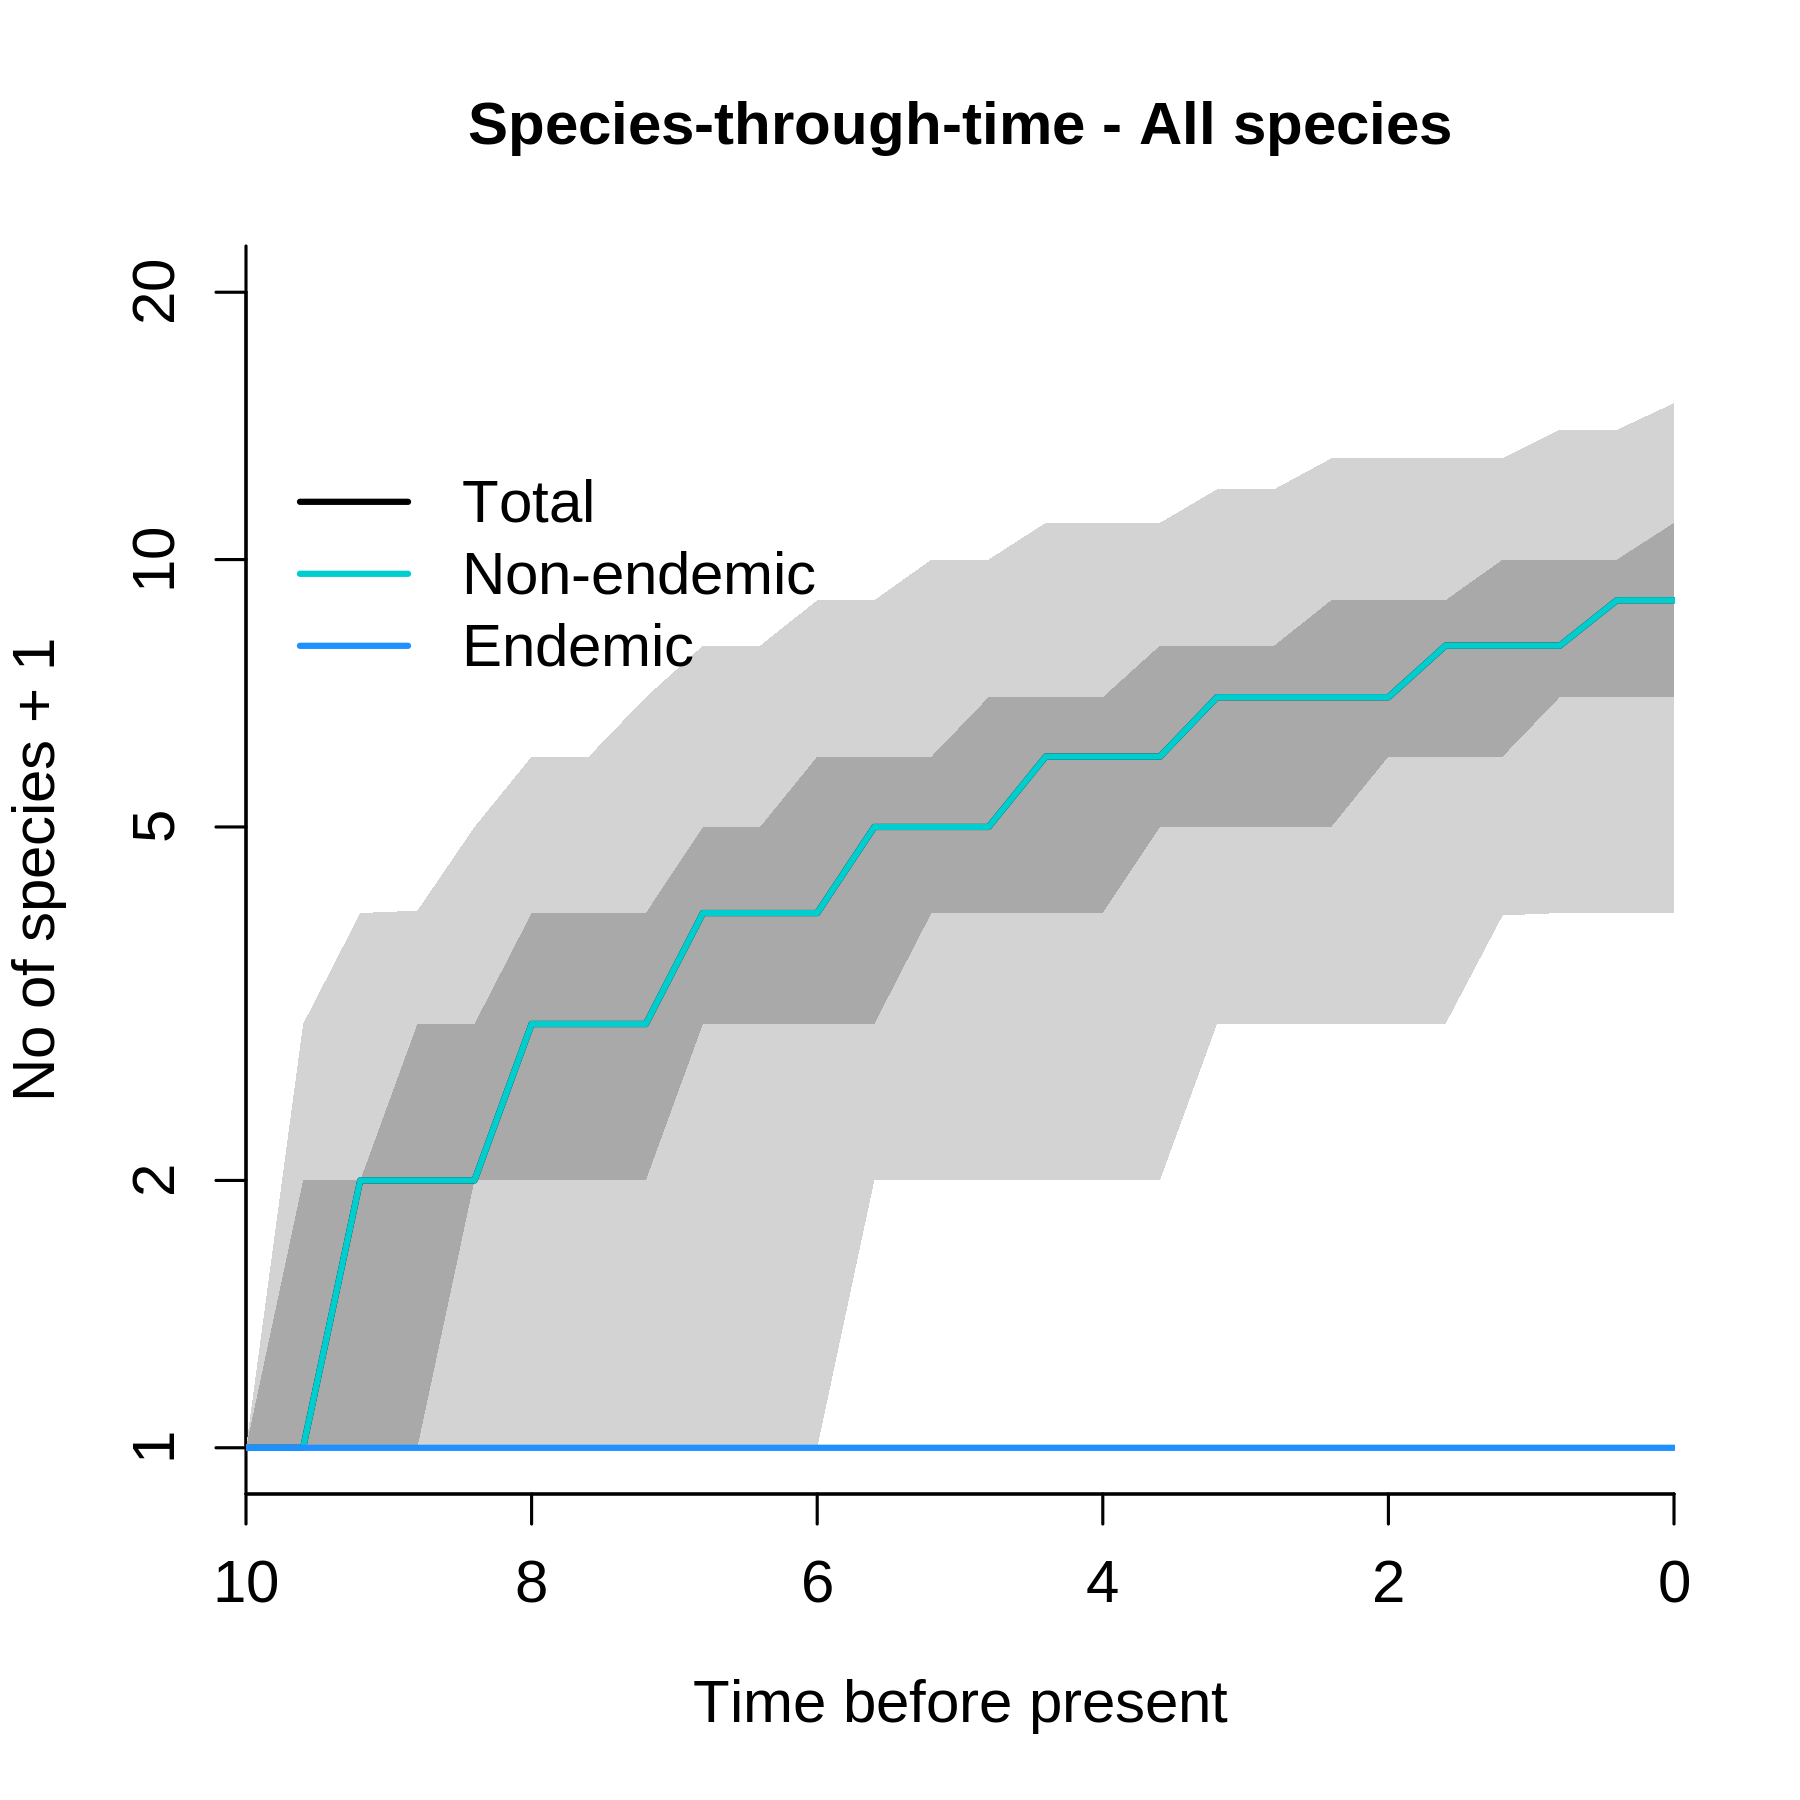 Species-through-time - All species
No of species + 1
20
10
5
2
1
Total
Non-endemic
Endemic
10 8 6 4 2 0
Time before present